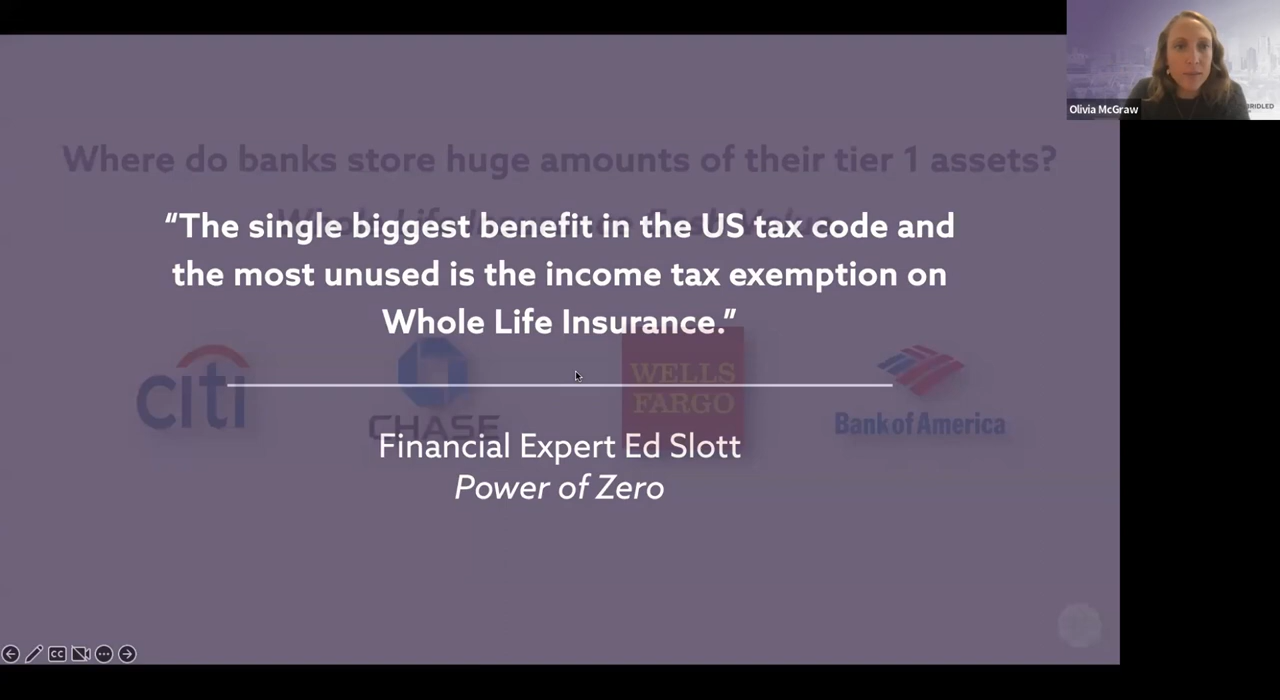 Olivia McGraw
BRIDLED
Where do banks store huge amounts of their tier 1 assets?
“The single biggest benefit in the US tax code and
the most unused is the income tax exemption on
Whole Life Insurance.”
citi
CHASE
WELLS
FARGO
Bank of America
Financial Expert Ed Slott
Power of Zero
CC